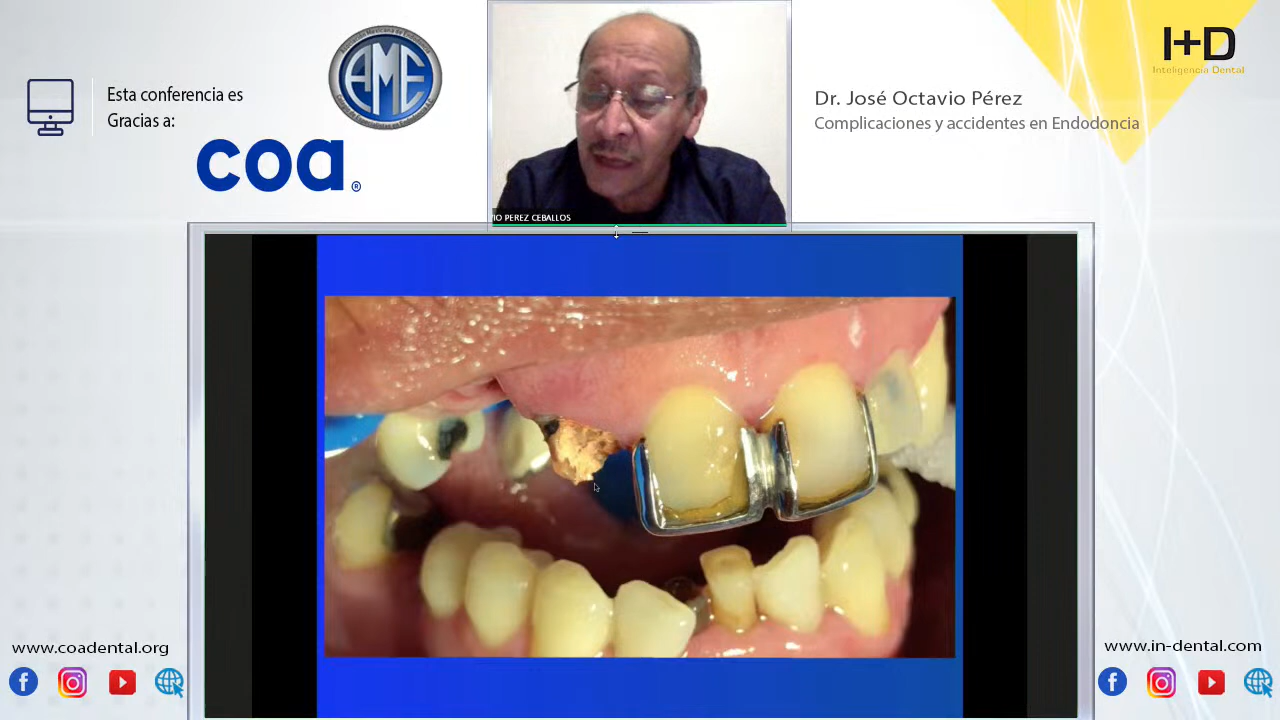 Esta conferencia es
Gracias a:
AME
coa®
IO PEREZ CEBALLOS
I+D
Inteligencia Dental
Dr. José Octavio Pérez
Complicaciones y accidentes en Endodoncia
www.coadental.org
www.in-dental.com